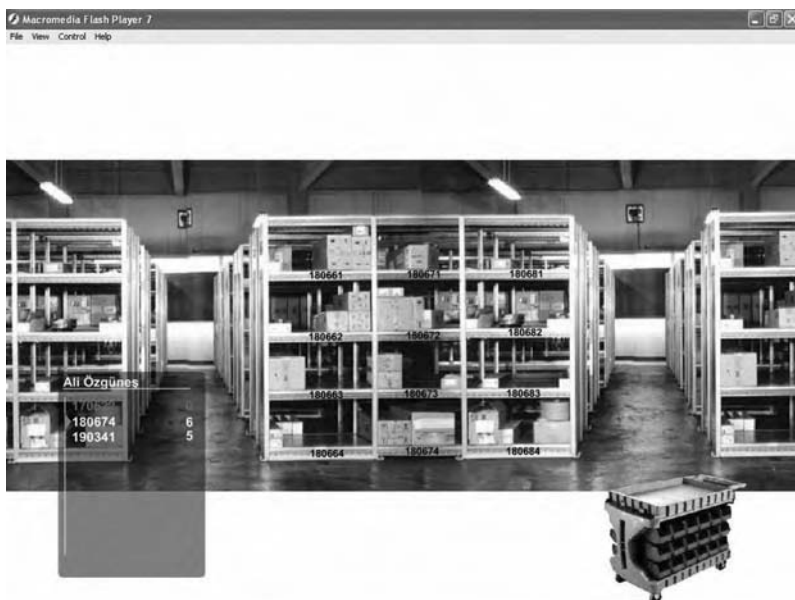 Macromedia Flash Player 7
File View Control Help
180661 180671 180681
180662 180672 180682
180663 180673 180683
180664 180674 180684
Ali Özgüneş
180674 6
190341 5